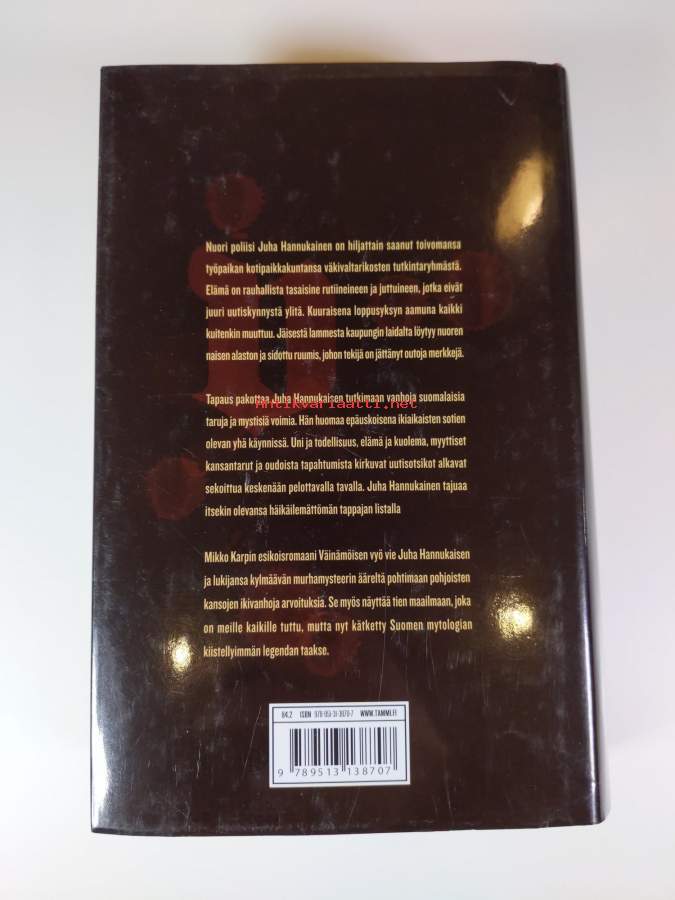 Nuori poliisi Juha Hannukainen on hiljattain saanut toivomansa
työpaikan kotipaikkakuntansa väkivaltarikosten tutkintaryhmästä.
Elämä on rauhallista tasaisine rutiineineen ja juttuineen, jotka eivät
juuri uutiskynnystä ylitä. Kuuraisena loppusyksyn aamuna kaikki
kuitenkin muuttuu. Jäisestä lammesta kaupungin laidalta löytyy nuoren
naisen alaston ja sidottu ruumis, johon tekijä on jättänyt outoja merkkejä.
Tapaus pakottaa Juha Hannukaisen tutkimaan vanhoja suomalaisia
Antikvariaatti.net
taruja ja mystisiä voimia. Hän huomaa epäuskoisena ikiaikaisten sotien
olevan yhä käynnissä. Uni ja todellisuus, elämä ja kuolema, myyttiset
kansantarut ja oudoista tapahtumista kirkuvat uutisotsikot alkavat
sekoittua keskenään pelottavalla tavalla. Juha Hannukainen tajuaa
itsekin olevansa häikäilemättömän tappajan listalla
Mikko Karpin esikoisromaani Väinämöisen vyö vie Juha Hannukaisen
ja lukijansa kylmäävän murhamysteerin ääreltä pohtimaan pohjoisten
kansojen ikivanhoja arvoituksia. Se myös näyttää tien maailmaan, joka
on meille kaikille tuttu, mutta nyt kätketty Suomen mytologian
kiistellyimmän legendan taakse.
84.2 ISBN 978-951-31-3870-7 WWW.TAMMI.FI
9 789513 138707